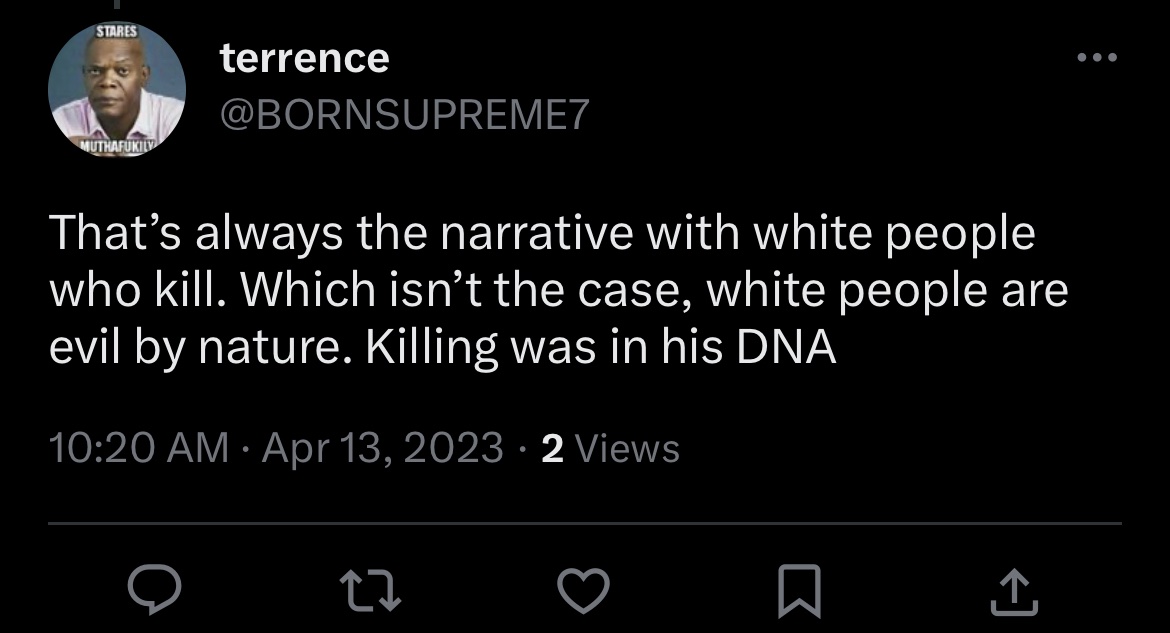 STARES
MUTHAFUKILY
terrence
@BORNSUPREME7
That’s always the narrative with white people
who kill. Which isn’t the case, white people are
evil by nature. Killing was in his DNA
10:20 AM · Apr 13, 2023 · 2 Views